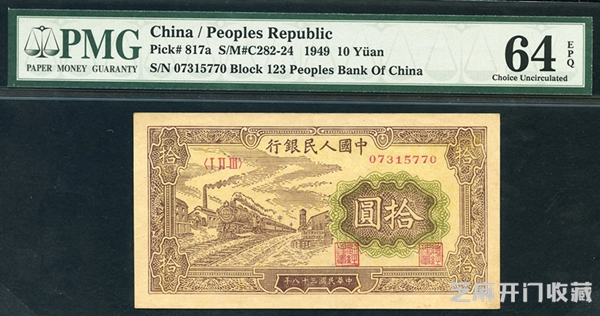 PMG
PAPER MONEY GUARANTY
China / Peoples Republic
Pick# 817a S/M#C282-24 1949 10 Yüan
S/N 07315770 Block 123 Peoples Bank Of China
64 EPQ
Choice Uncirculated
行銀民人國中
〈I II III〉
07315770
拾
拾
拾
拾
圓拾
年八十三國民華中
芝麻开门收藏